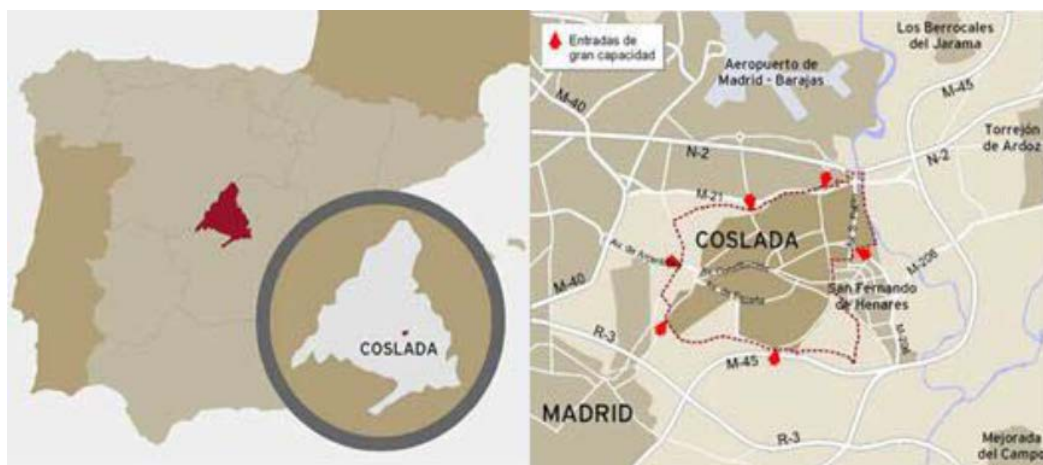 COSLADA
Entradas de
gran capacidad
Aeropuerto de
Madrid - Barajas
Los Berrocales
del Jarama
M-45
M-40
Torrejón
de Ardoz
N-2
N-2
M-21
COSLADA
M-206
M-40
San Fernando
de Henares
R-3
M-206
M-45
MADRID
R-3
Mejorada
del Campo